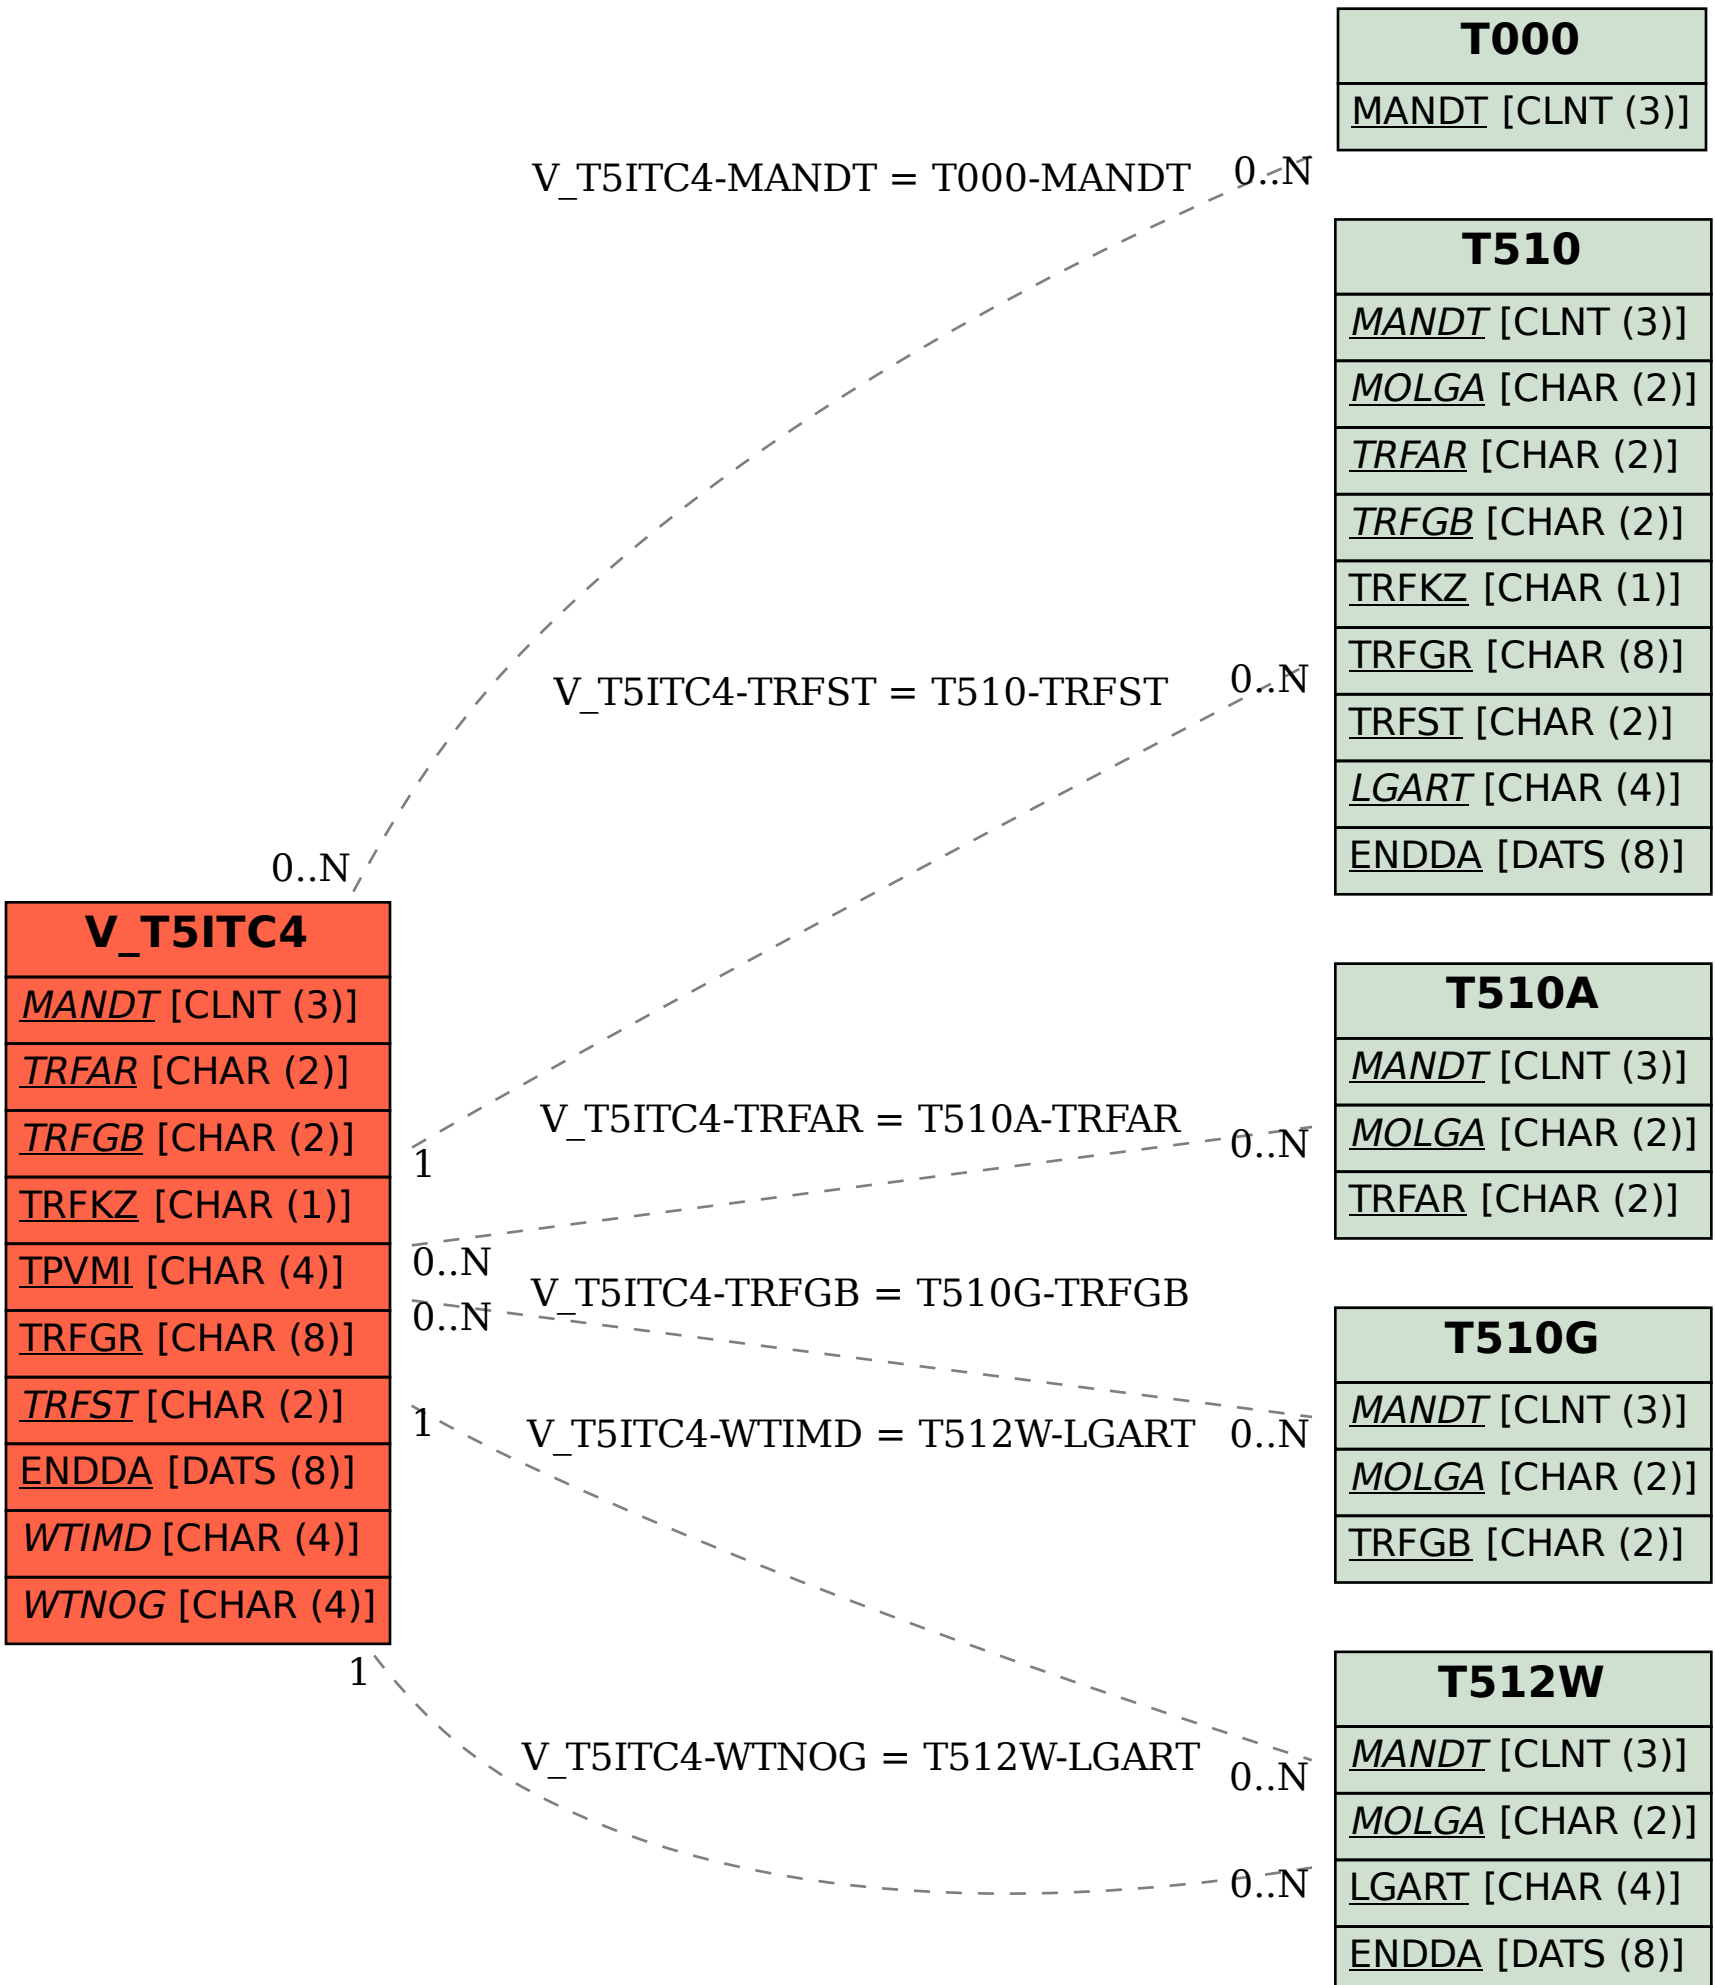 T000
MANDT [CLNT (3)]
V_T5ITC4-MANDT = T000-MANDT
0..N
0..N
T510
MANDT [CLNT (3)]
MOLGA [CHAR (2)]
TRFAR [CHAR (2)]
TRFGB [CHAR (2)]
TRFKZ [CHAR (1)]
TRFGR [CHAR (8)]
TRFST [CHAR (2)]
LGART [CHAR (4)]
ENDDA [DATS (8)]
V_T5ITC4-TRFST = T510-TRFST
0..N
1
V_T5ITC4
MANDT [CLNT (3)]
TRFAR [CHAR (2)]
TRFGB [CHAR (2)]
TRFKZ [CHAR (1)]
TPVMI [CHAR (4)]
TRFGR [CHAR (8)]
TRFST [CHAR (2)]
ENDDA [DATS (8)]
WTIMD [CHAR (4)]
WTNOG [CHAR (4)]
T510A
MANDT [CLNT (3)]
MOLGA [CHAR (2)]
TRFAR [CHAR (2)]
V_T5ITC4-TRFAR = T510A-TRFAR
0..N
0..N
V_T5ITC4-TRFGB = T510G-TRFGB
0..N
0..N
T510G
MANDT [CLNT (3)]
MOLGA [CHAR (2)]
TRFGB [CHAR (2)]
V_T5ITC4-WTIMD = T512W-LGART
1
0..N
V_T5ITC4-WTNOG = T512W-LGART
1
0..N
T512W
MANDT [CLNT (3)]
MOLGA [CHAR (2)]
LGART [CHAR (4)]
ENDDA [DATS (8)]